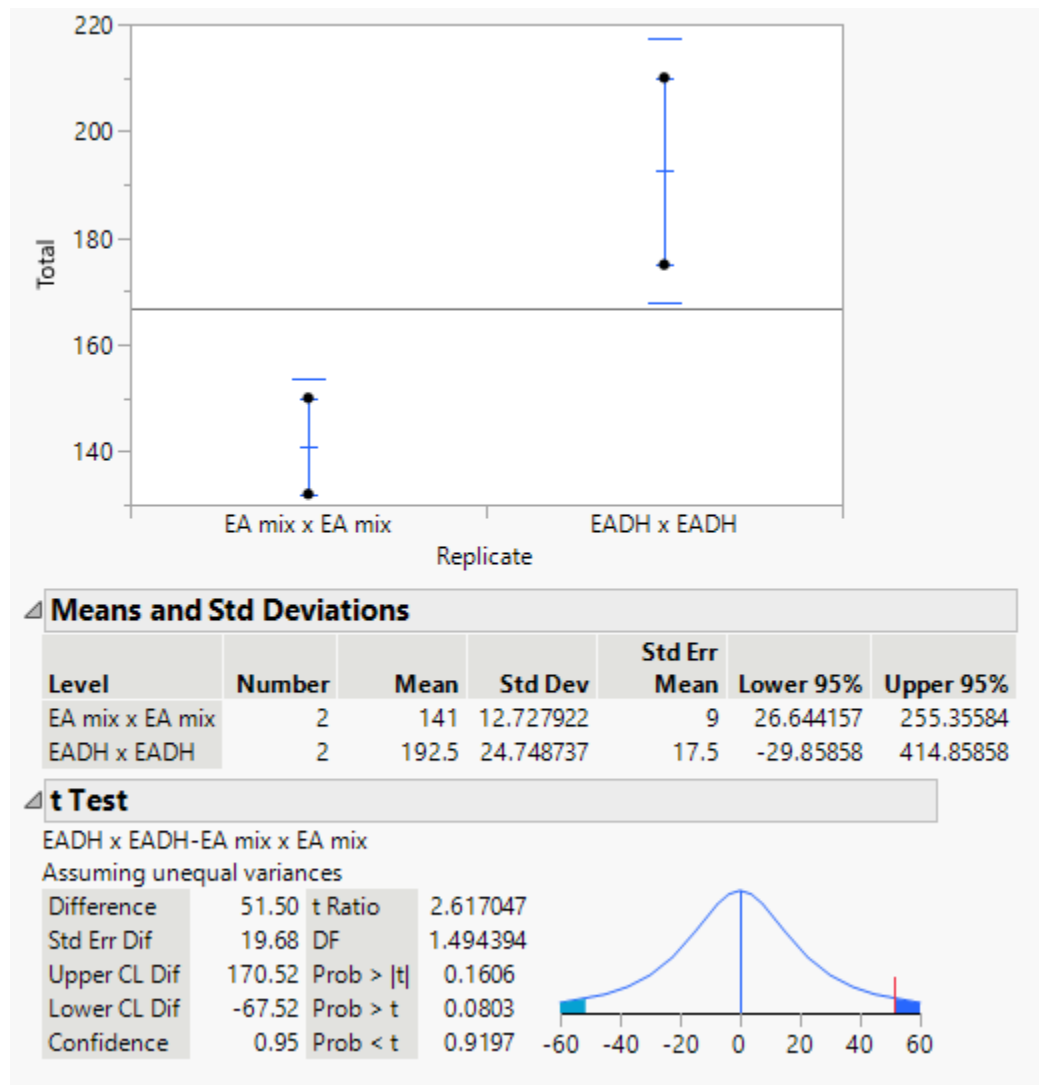 220
200
180
160
140
Total
EA mix x EA mix EADH x EADH
Replicate
Means and Std Deviations
Std Err
Level Number Mean Std Dev Mean Lower 95% Upper 95%
EA mix x EA mix 2 141 12.727922 9 26.644157 255.35584
EADH x EADH 2 192.5 24.748737 17.5 -29.85858 414.85858
t Test
EADH x EADH-EA mix x EA mix
Assuming unequal variances
Difference 51.50 t Ratio 2.617047
Std Err Dif 19.68 DF 1.494394
Upper CL Dif 170.52 Prob > |t| 0.1606
Lower CL Dif -67.52 Prob > t 0.0803
Confidence 0.95 Prob < t 0.9197
-60 -40 -20 0 20 40 60